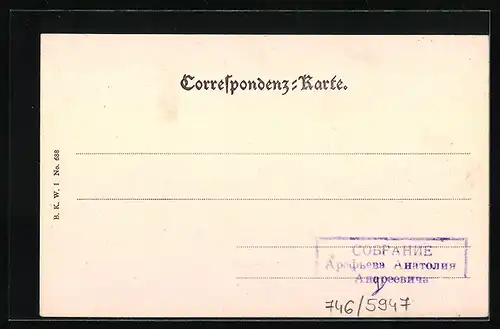 Correspondenz-Karte.
B. K. W. I. No. 688
СОБРАНИЕ
Арефьева Анатолия
Андреевича
746/5947